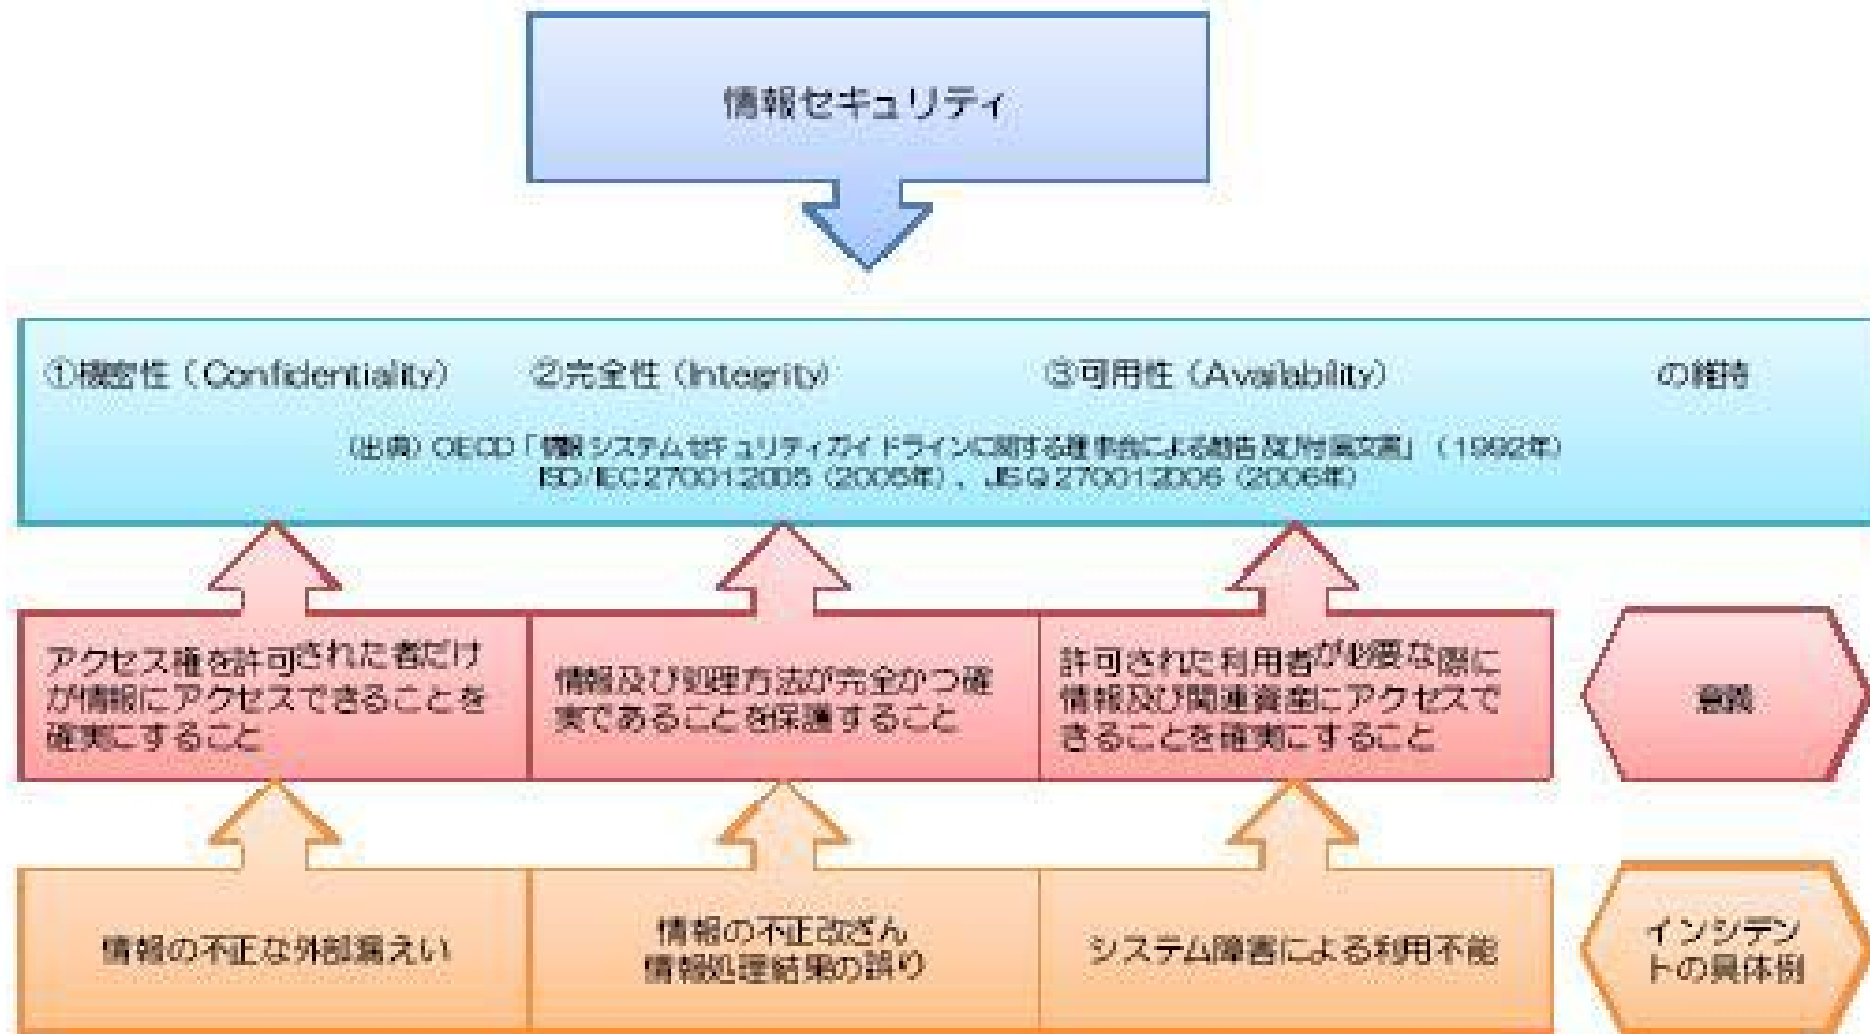 情報セキュリティ
①機密性（Confidentiality） ②完全性（Integrity） ③可用性（Availability） の維持
（出典）OECD「情報システムセキュリティガイドラインに関する理事会による勧告及び付属文書」（1992年）
ISO/IEC27001:2005（2005年）、JISQ27001:2006（2006年）
アクセス権を許可された者だけ
が情報にアクセスできることを
確実にすること
情報及び処理方法が完全かつ確
実であることを保護すること
許可された利用者が必要な際に
情報及び関連資産にアクセスで
きることを確実にすること
意義
情報の不正な外部漏えい
情報の不正改ざん
情報処理結果の誤り
システム障害による利用不能
インシデン
トの具体例